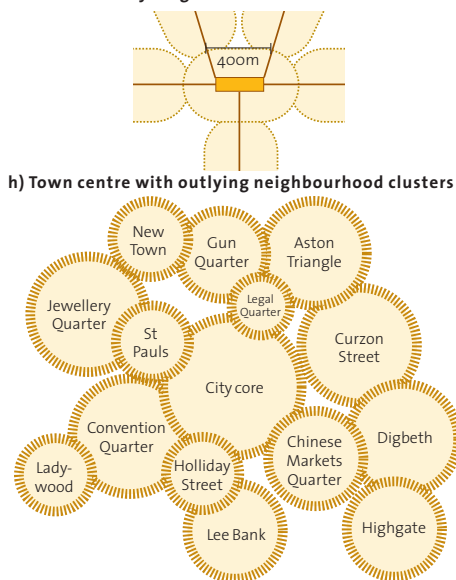 400m
h) Town centre with outlying neighbourhood clusters
New
Town
Gun
Quarter
Aston
Triangle
Legal
Quarter
Jewellery
Quarter
St
Pauls
Curzon
Street
City core
Convention
Quarter
Chinese
Markets
Quarter
Digbeth
Lady-
wood
Holliday
Street
Lee Bank
Highgate